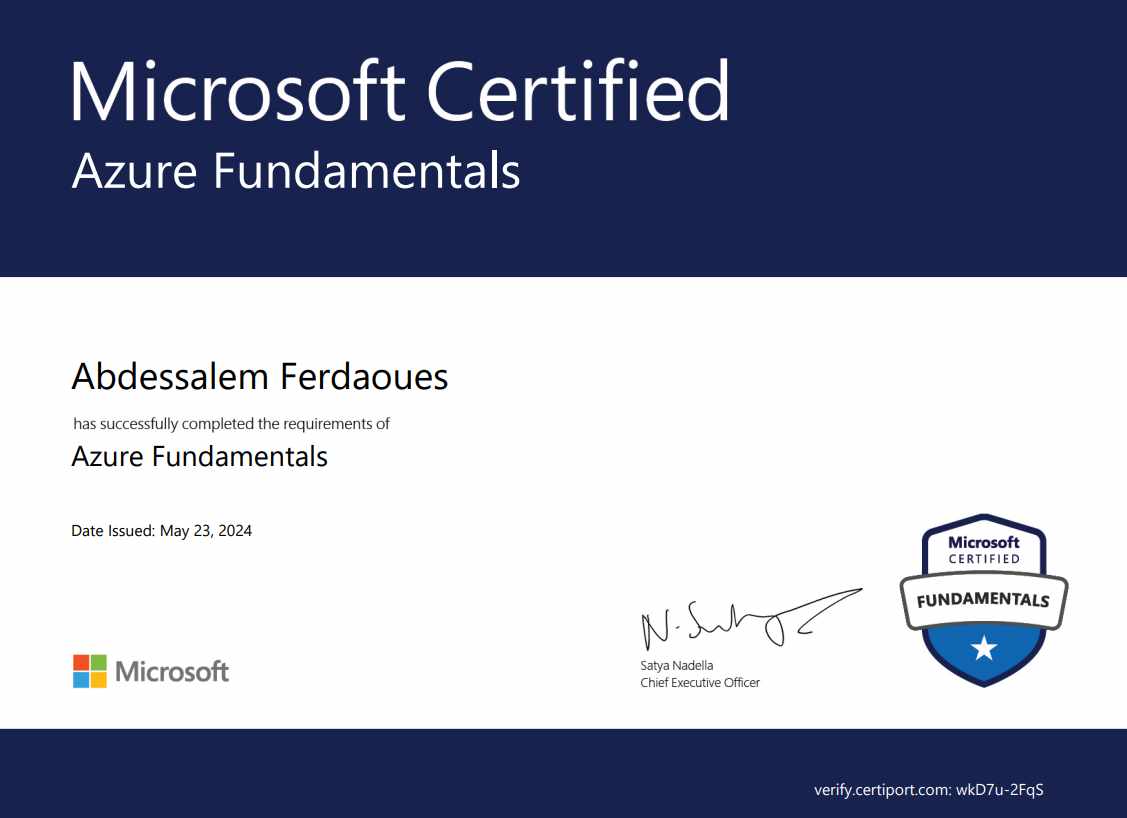 Microsoft Certified
Azure Fundamentals
Abdessalem Ferdaoues
has successfully completed the requirements of
Azure Fundamentals
Date Issued: May 23, 2024
Microsoft
CERTIFIED
FUNDAMENTALS
N. Satya
Satya Nadella
Chief Executive Officer
Microsoft
verify.certiport.com: wkD7u-2FqS